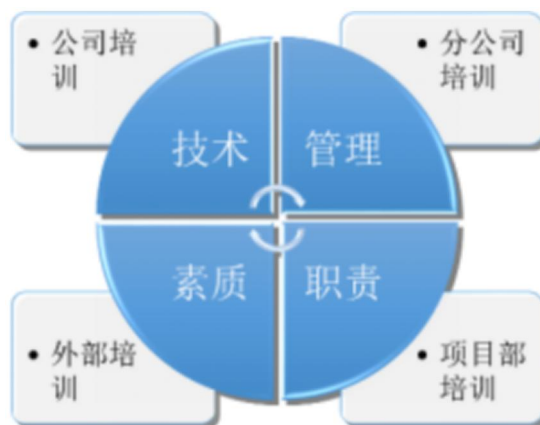 • 公司培
训
• 分公司
培训
技术
管理
素质
职责
• 外部培
训
• 项目部
培训